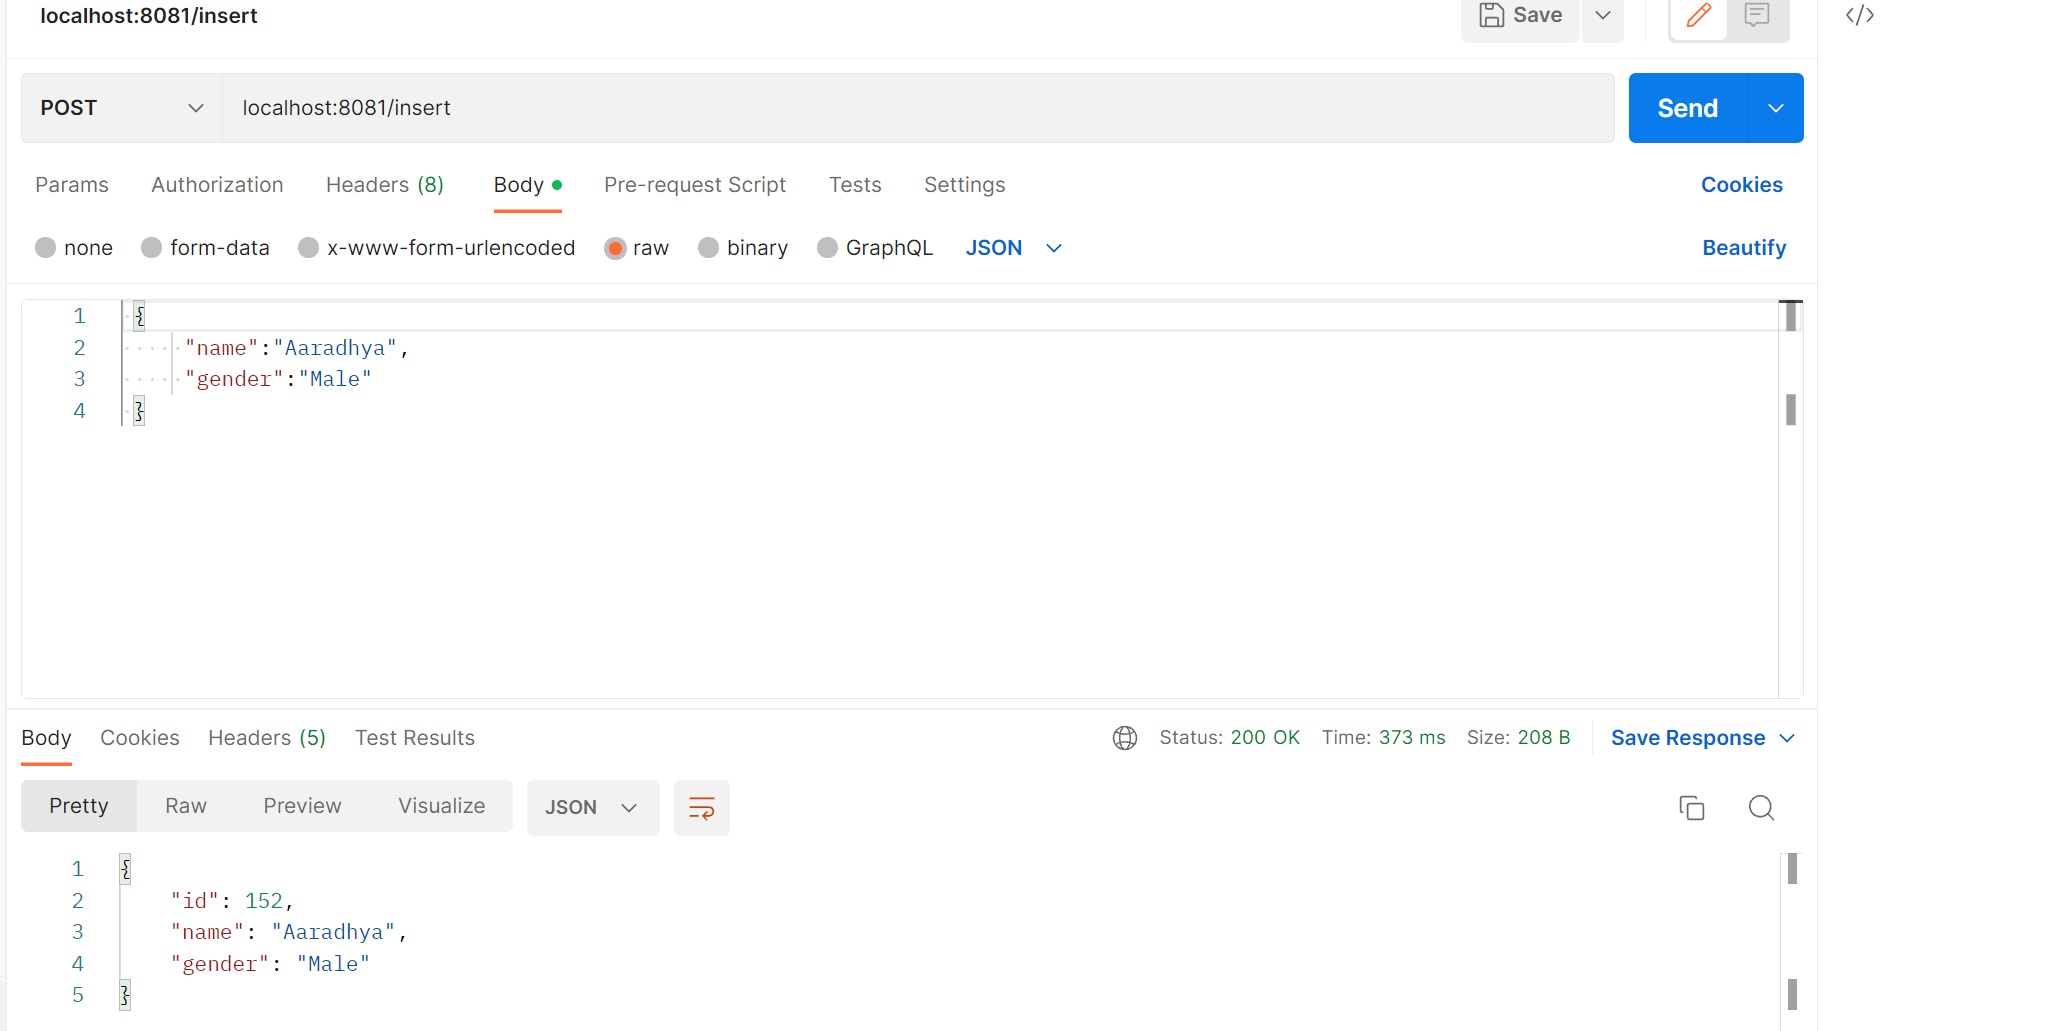 localhost:8081/insert
Save
POST localhost:8081/insert Send
Params Authorization Headers (8) Body Pre-request Script Tests Settings Cookies
none form-data x-www-form-urlencoded raw binary GraphQL JSON Beautify
1 {
2 "name":"Aaradhya",
3 "gender":"Male"
4 }
Body Cookies Headers (5) Test Results Status: 200 OK Time: 373 ms Size: 208 B Save Response
Pretty Raw Preview Visualize JSON
1 {
2 "id": 152,
3 "name": "Aaradhya",
4 "gender": "Male"
5 }